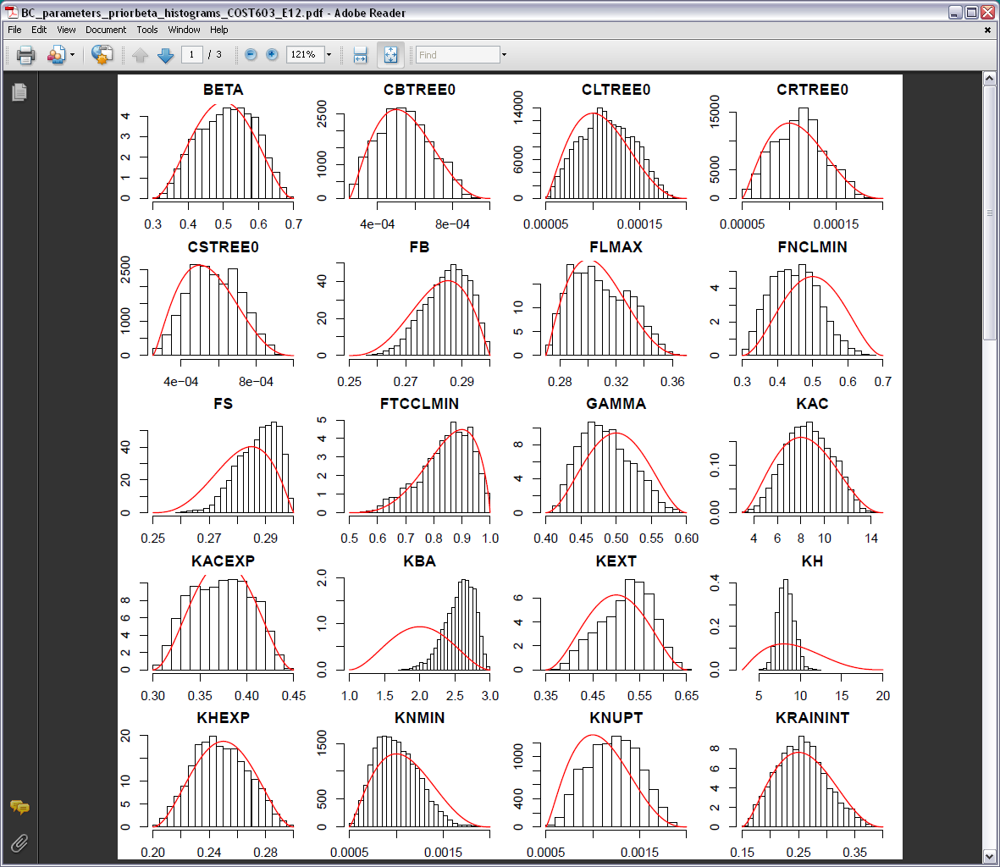 BC_parameters_priorbeta_histograms_COST603_E12.pdf - Adobe Reader
File Edit View Document Tools Window Help
1 / 3 121% Find
BETA CBTREE0 CLTREE0 CRTREE0
0 1 2 3 4
0 1000 2500
0 6000 14000
0 5000 15000
0.3 0.4 0.5 0.6 0.7
4e-04 8e-04
0.00005 0.00015
0.00005 0.00015
CSTREE0 FB FLMAX FNCLMIN
0 1000 2500
0 20 40
0 5 10
0 2 4
4e-04 8e-04
0.25 0.27 0.29
0.28 0.32 0.36
0.3 0.4 0.5 0.6 0.7
FS FTCCLMIN GAMMA KAC
0 20 40
0 1 2 3 4 5
0 4 8
0.00 0.10
0.25 0.27 0.29
0.5 0.6 0.7 0.8 0.9 1.0
0.40 0.45 0.50 0.55 0.60
4 6 8 10 14
KACEXP KBA KEXT KH
0 2 4 6 8
0.0 1.0 2.0
0 2 4 6
0.0 0.2 0.4
0.30 0.35 0.40 0.45
1.0 1.5 2.0 2.5 3.0
0.35 0.45 0.55 0.65
5 10 15 20
KHEXP KNMIN KNUPT KRAININT
0 5 10 15 20
0 500 1500
0 400 1000
0 2 4 6 8
0.20 0.24 0.28
0.0005 0.0015
0.0005 0.0015
0.15 0.25 0.35